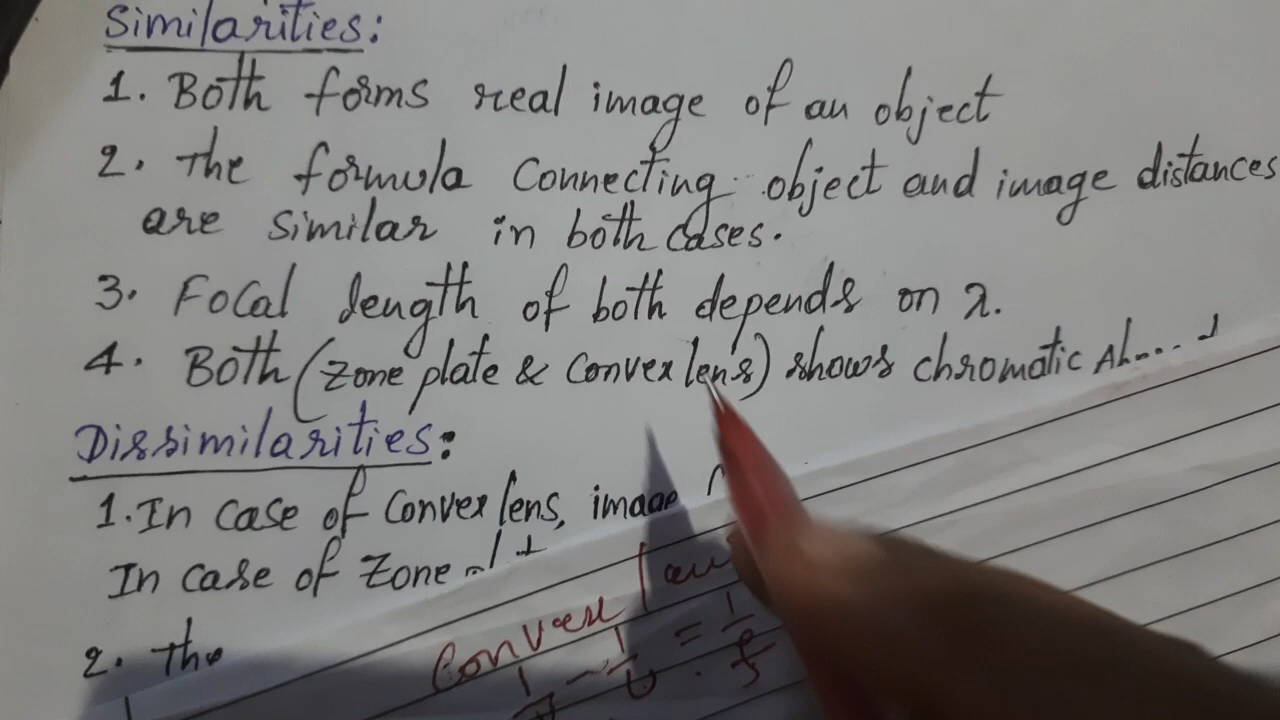 Similarities:
1. Both forms real image of an object
2. The formula connecting object and image distances
are similar in both cases.
3. Focal length of both depends on λ.
4. Both (zone plate & convex len's) shows chromatic
Dissimilarities:
1. In case of convex lens, image
In case of zone
2. The
Convex